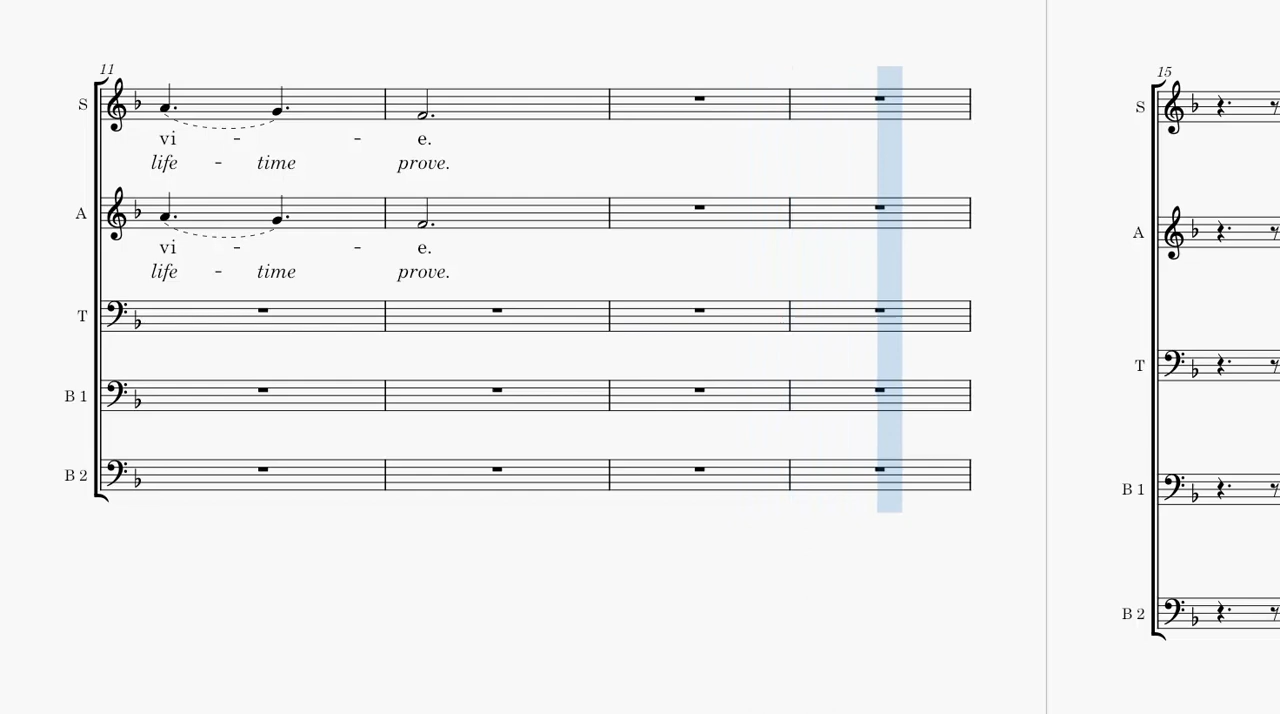 11
S
vi - - e.
life - time prove.
A
vi - - e.
life - time prove.
T
B 1
B 2
15
S
A
T
B 1
B 2